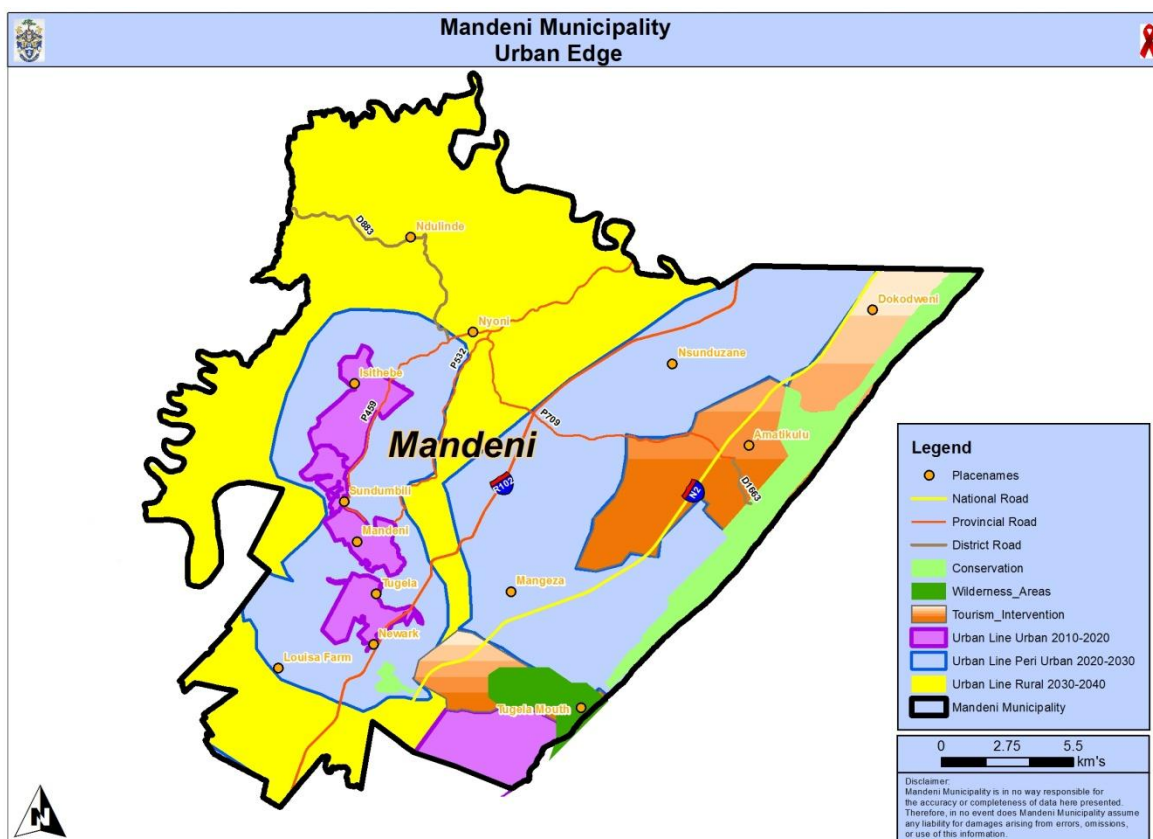 Mandeni Municipality
Urban Edge
Ndulinde
D883
Nyoni
Dokodweni
Nsunduzane
P532
Isithebe
P459
P709
Mandeni
Amatikulu
Sundumbili
R102
N2
D1663
Mandeni
Tugela
Mangeza
Newark
Louisa Farm
Tugela Mouth
N
Legend
Placenames
National Road
Provincial Road
District Road
Conservation
Wilderness_Areas
Tourism_Intervention
Urban Line Urban 2010-2020
Urban Line Peri Urban 2020-2030
Urban Line Rural 2030-2040
Mandeni Municipality
0 2.75 5.5
km's
Disclaimer:
Mandeni Municipality is in no way responsible for
the accuracy or completeness of data here presented.
Therefore, in no event does Mandeni Municipality assume
any liability for damages arising from errors, omissions,
or use of this information.